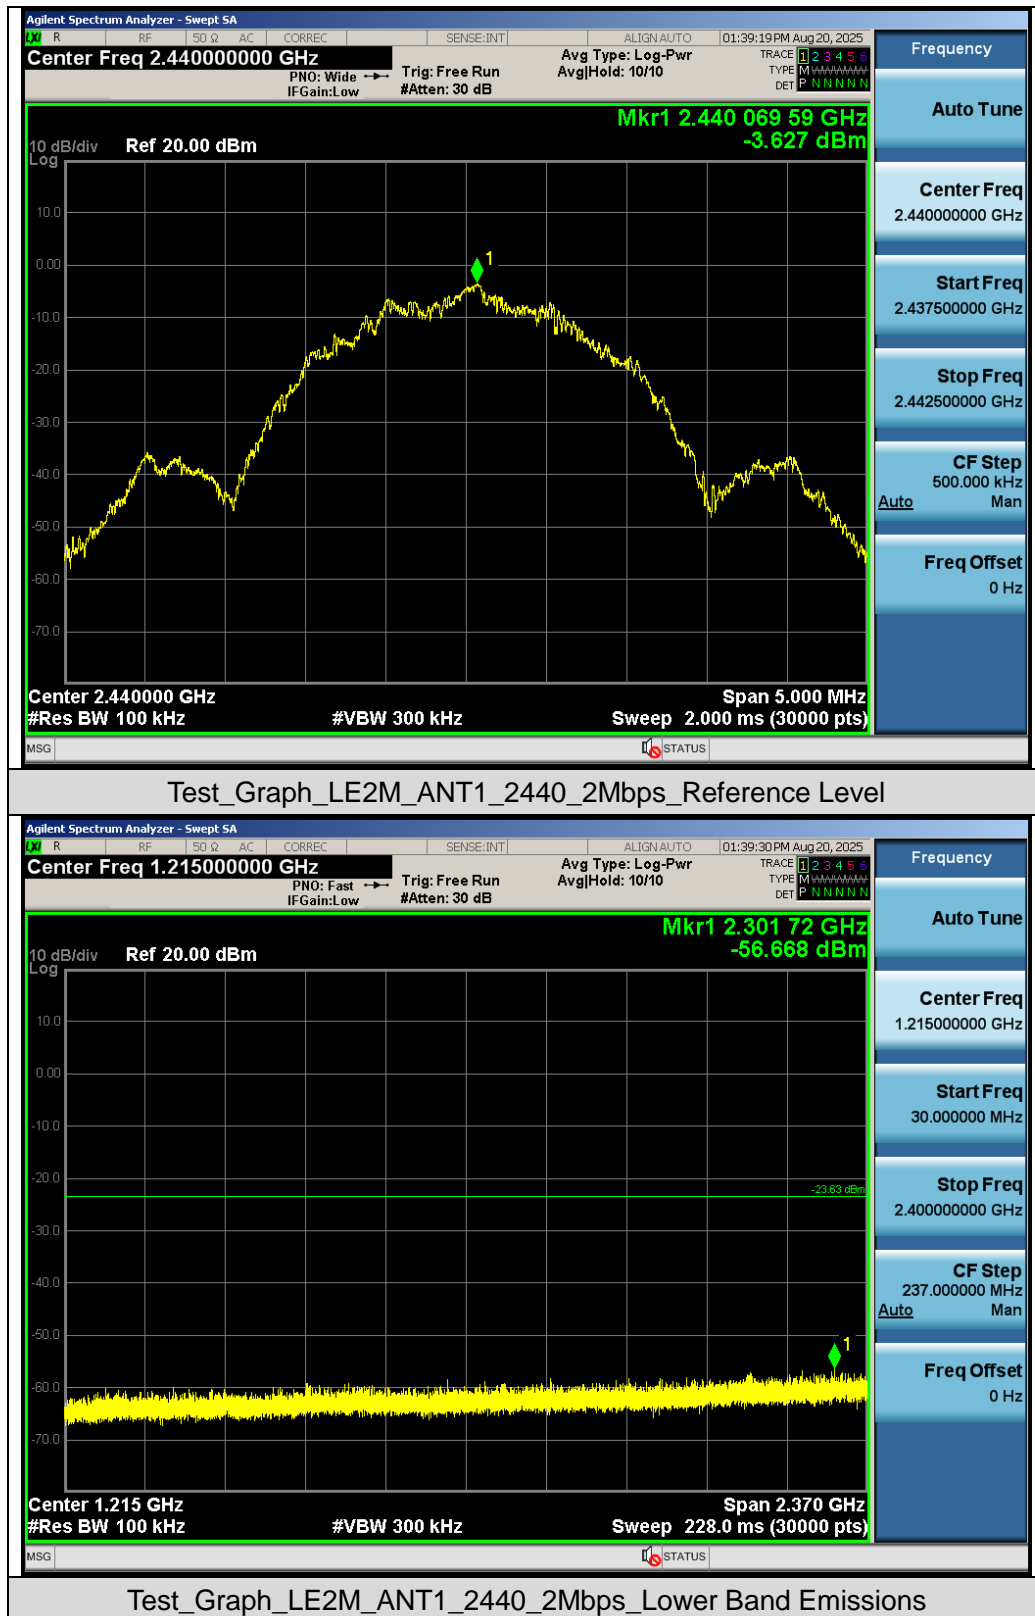 Agilent Spectrum Analyzer - Swept SA
LXI R RF 50 Ω AC CORREC SENSE:INT ALIGN AUTO 01:39:19 PM Aug 20, 2025
Center Freq 2.440000000 GHz
PNO: Wide
IFGain:Low
Trig: Free Run
#Atten: 30 dB
Avg Type: Log-Pwr
Avg|Hold: 10/10
TRACE 1 2 3 4 5 6
TYPE M
DET P N N N N N
Mkr1 2.440 069 59 GHz
-3.627 dBm
10 dB/div Ref 20.00 dBm
Log
10.0
0.00
-10.0
-20.0
-30.0
-40.0
-50.0
-60.0
-70.0
1
Center 2.440000 GHz Span 5.000 MHz
#Res BW 100 kHz #VBW 300 kHz Sweep 2.000 ms (30000 pts)
MSG STATUS
Frequency
Auto Tune
Center Freq
2.440000000 GHz
Start Freq
2.437500000 GHz
Stop Freq
2.442500000 GHz
CF Step
500.000 kHz
Auto Man
Freq Offset
0 Hz
Test_Graph_LE2M_ANT1_2440_2Mbps_Reference Level
Agilent Spectrum Analyzer - Swept SA
LXI R RF 50 Ω AC CORREC SENSE:INT ALIGN AUTO 01:39:30 PM Aug 20, 2025
Center Freq 1.215000000 GHz
PNO: Fast
IFGain:Low
Trig: Free Run
#Atten: 30 dB
Avg Type: Log-Pwr
Avg|Hold: 10/10
TRACE 1 2 3 4 5 6
TYPE M
DET P N N N N N
Mkr1 2.301 72 GHz
-56.668 dBm
10 dB/div Ref 20.00 dBm
Log
10.0
0.00
-10.0
-20.0
-30.0
-40.0
-50.0
-60.0
-70.0
-23.63 dBm
1
Center 1.215 GHz Span 2.370 GHz
#Res BW 100 kHz #VBW 300 kHz Sweep 228.0 ms (30000 pts)
MSG STATUS
Frequency
Auto Tune
Center Freq
1.215000000 GHz
Start Freq
30.000000 MHz
Stop Freq
2.400000000 GHz
CF Step
237.000000 MHz
Auto Man
Freq Offset
0 Hz
Test_Graph_LE2M_ANT1_2440_2Mbps_Lower Band Emissions